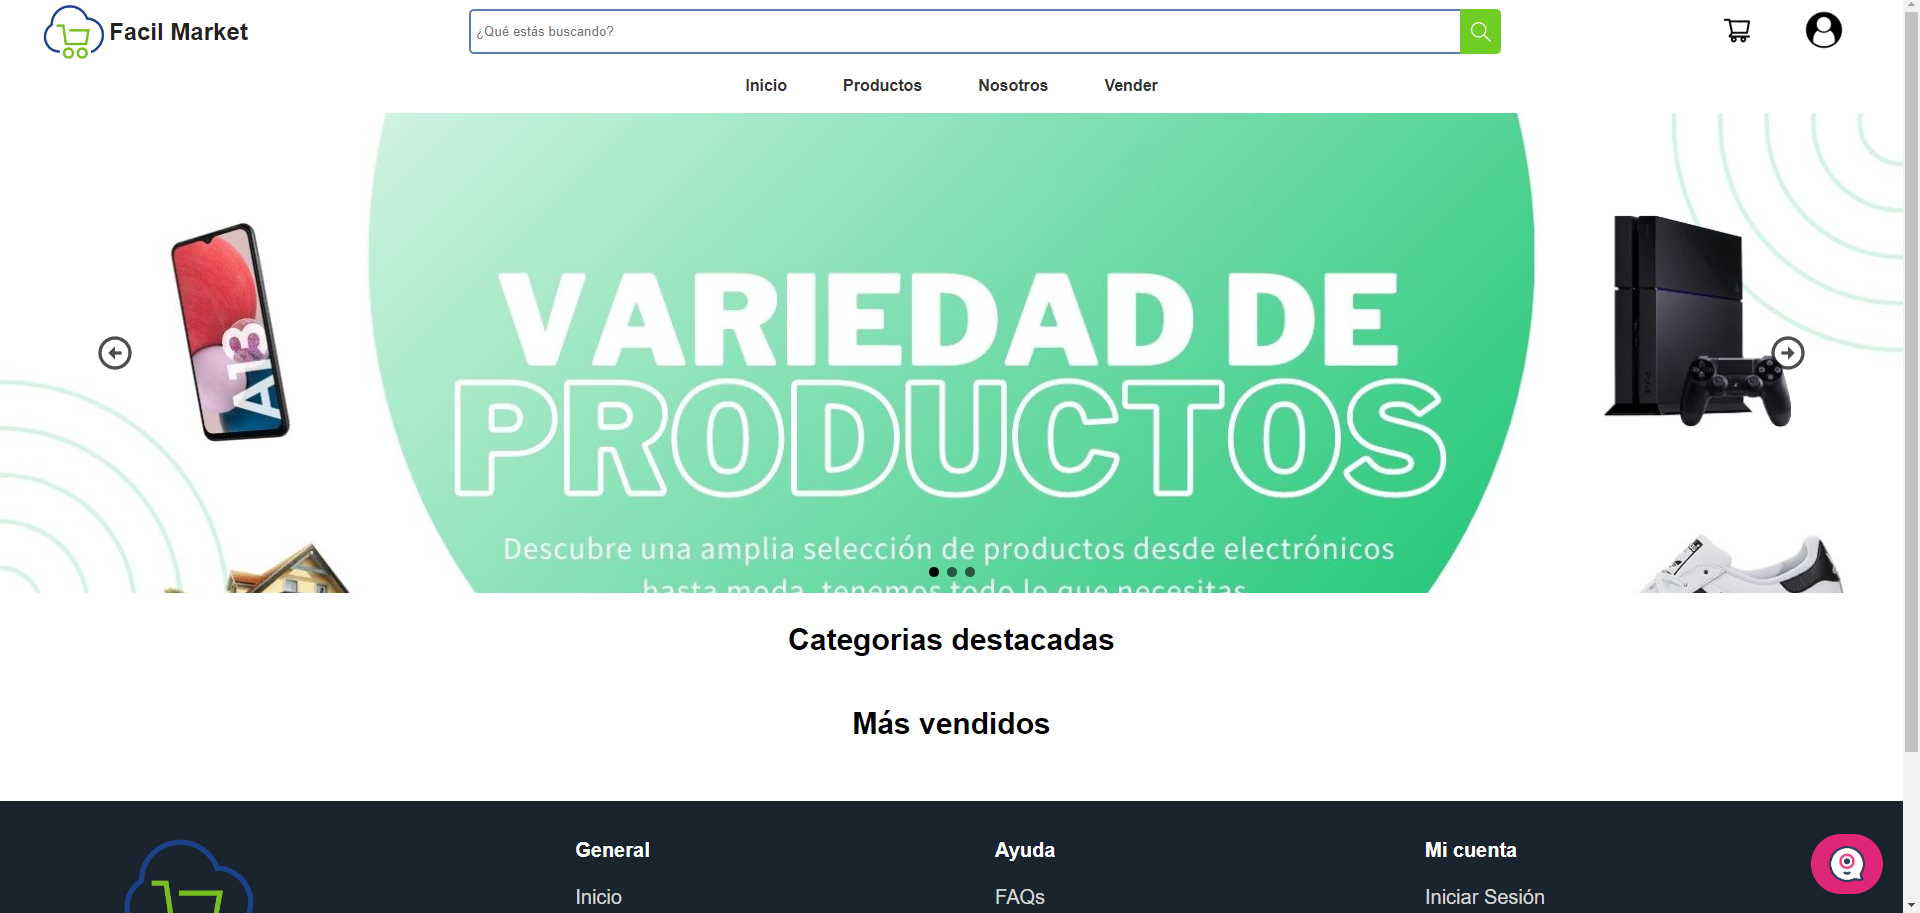 Facil Market
¿Qué estás buscando?
Inicio
Productos
Nosotros
Vender
A13
VARIEDAD DE
PRODUCTOS
Descubre una amplia selección de productos desde electrónicos
hasta moda, tenemos todo lo que necesitas
Categorias destacadas
Más vendidos
General
Ayuda
Mi cuenta
Inicio
FAQs
Iniciar Sesión